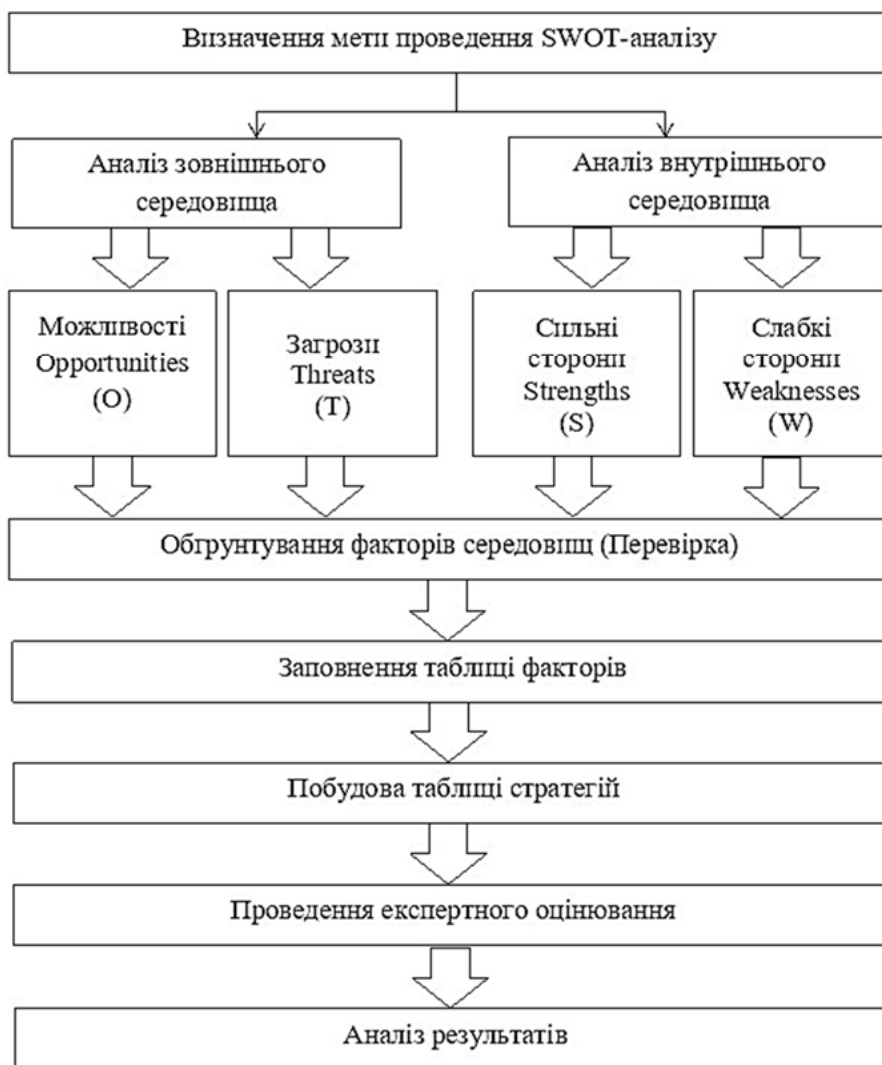 Визначення мети проведення SWOT-аналізу
Аналіз зовнішнього
середовища
Аналіз внутрішнього
середовища
Можливості
Opportunities
(O)
Загрози
Threats
(T)
Сильні
сторони
Strengths
(S)
Слабкі
сторони
Weaknesses
(W)
Обгрунтування факторів середовищ (Перевірка)
Заповнення таблиці факторів
Побудова таблиці стратегій
Проведення експертного оцінювання
Аналіз результатів